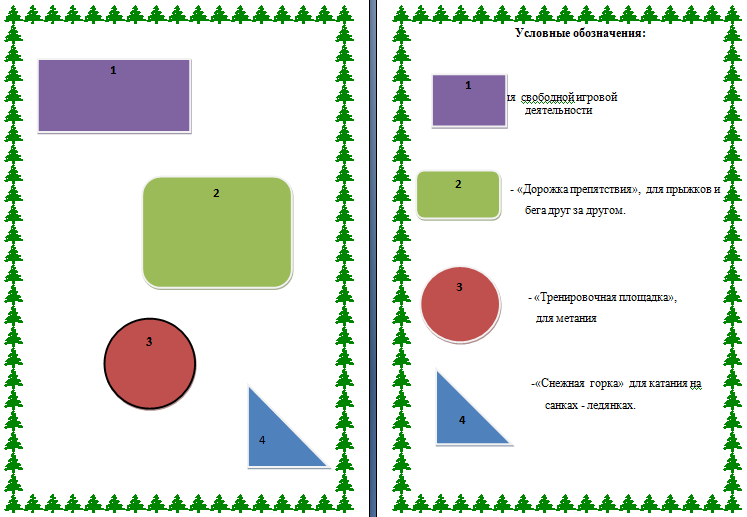 1
2
3
4
Условные обозначения:
1
свободной игровой
деятельности
2
- «Дорожка препятствия», для прыжков и
бега друг за другом.
3
- «Тренировочная площадка»,
для метания
4
-«Снежная горка» для катания на
санках - ледянках.